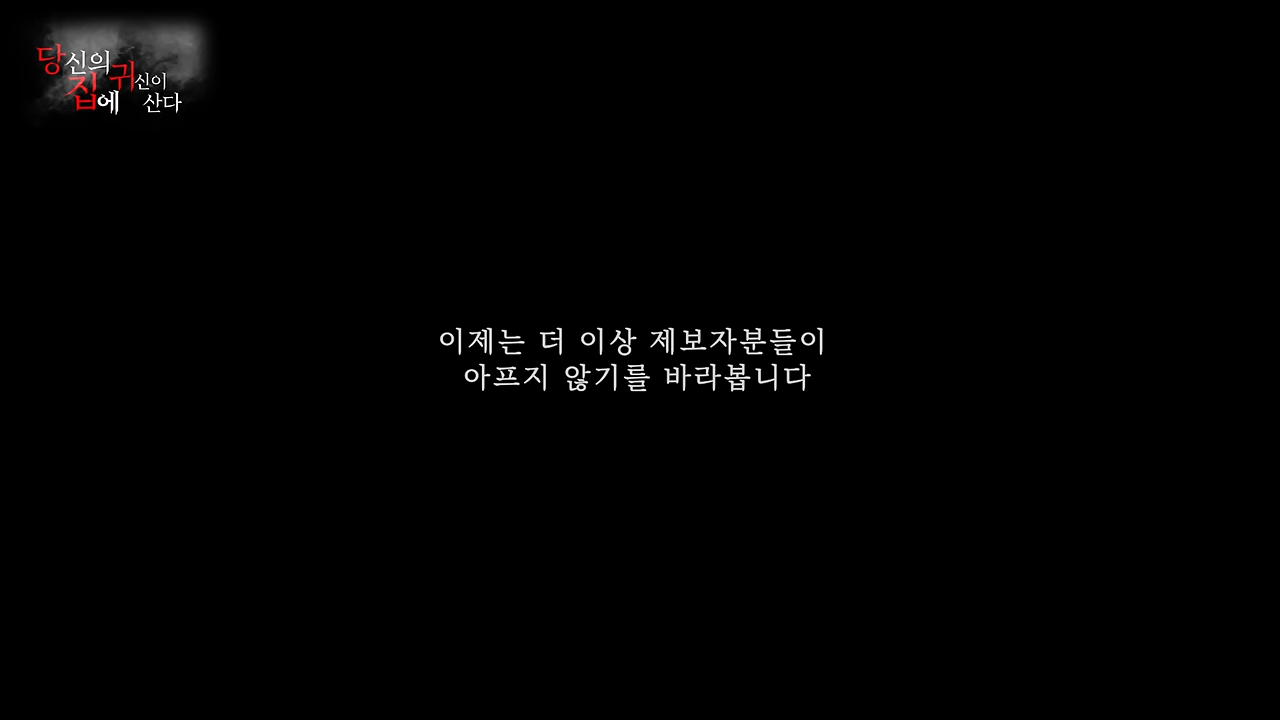 당신의
집에 귀신이
산다
이제는 더 이상 제보자분들이
아프지 않기를 바라봅니다